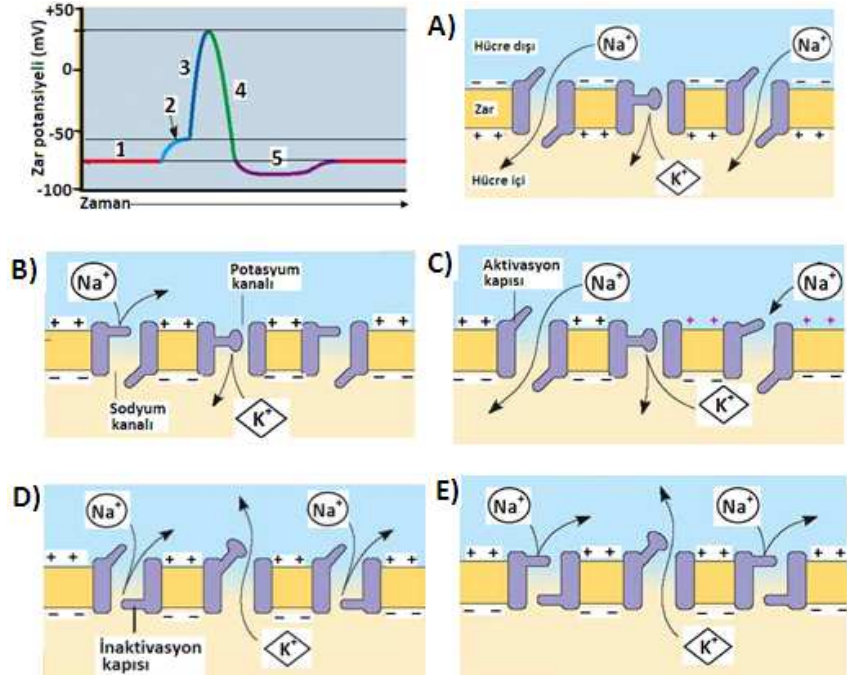 +50
0
-50
-100
Zar potansiyeli (mV)
1
2
3
4
5
Zaman
A)
Hücre dışı
Na+
Na+
Zar
Hücre içi
K+
B)
Na+
Potasyum
kanalı
Sodyum
kanalı
K+
C)
Aktivasyon
kapısı
Na+
Na+
K+
D)
Na+
Na+
İnaktivasyon
kapısı
K+
E)
Na+
Na+
K+